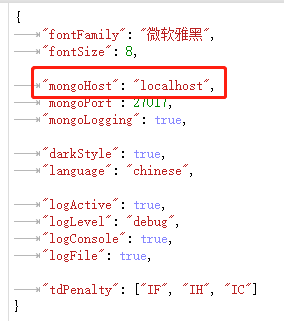 {
"fontFamily": "微软雅黑",
"fontSize": 8,
"mongoHost": "localhost",
"mongoPort": 27017,
"mongoLogging": true,
"darkStyle": true,
"language": "chinese",
"logActive": true,
"logLevel": "debug",
"logConsole": true,
"logFile": true,
"tdPenalty": ["IF", "IH", "IC"]
}